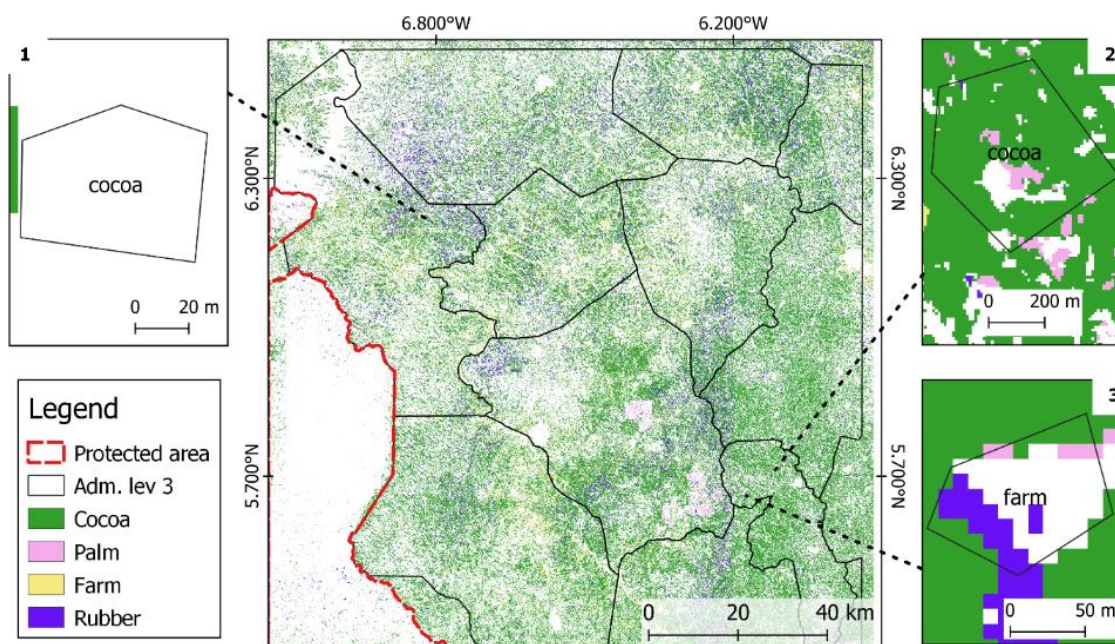 6.800°W
6.200°W
1
cocoa
0
20 m
6.300°N
6.300°N
2
cocoa
0
200 m
Legend
Protected area
Adm. lev 3
Cocoa
Palm
Farm
Rubber
5.700°N
5.700°N
0
20
40 km
3
farm
0
50 m